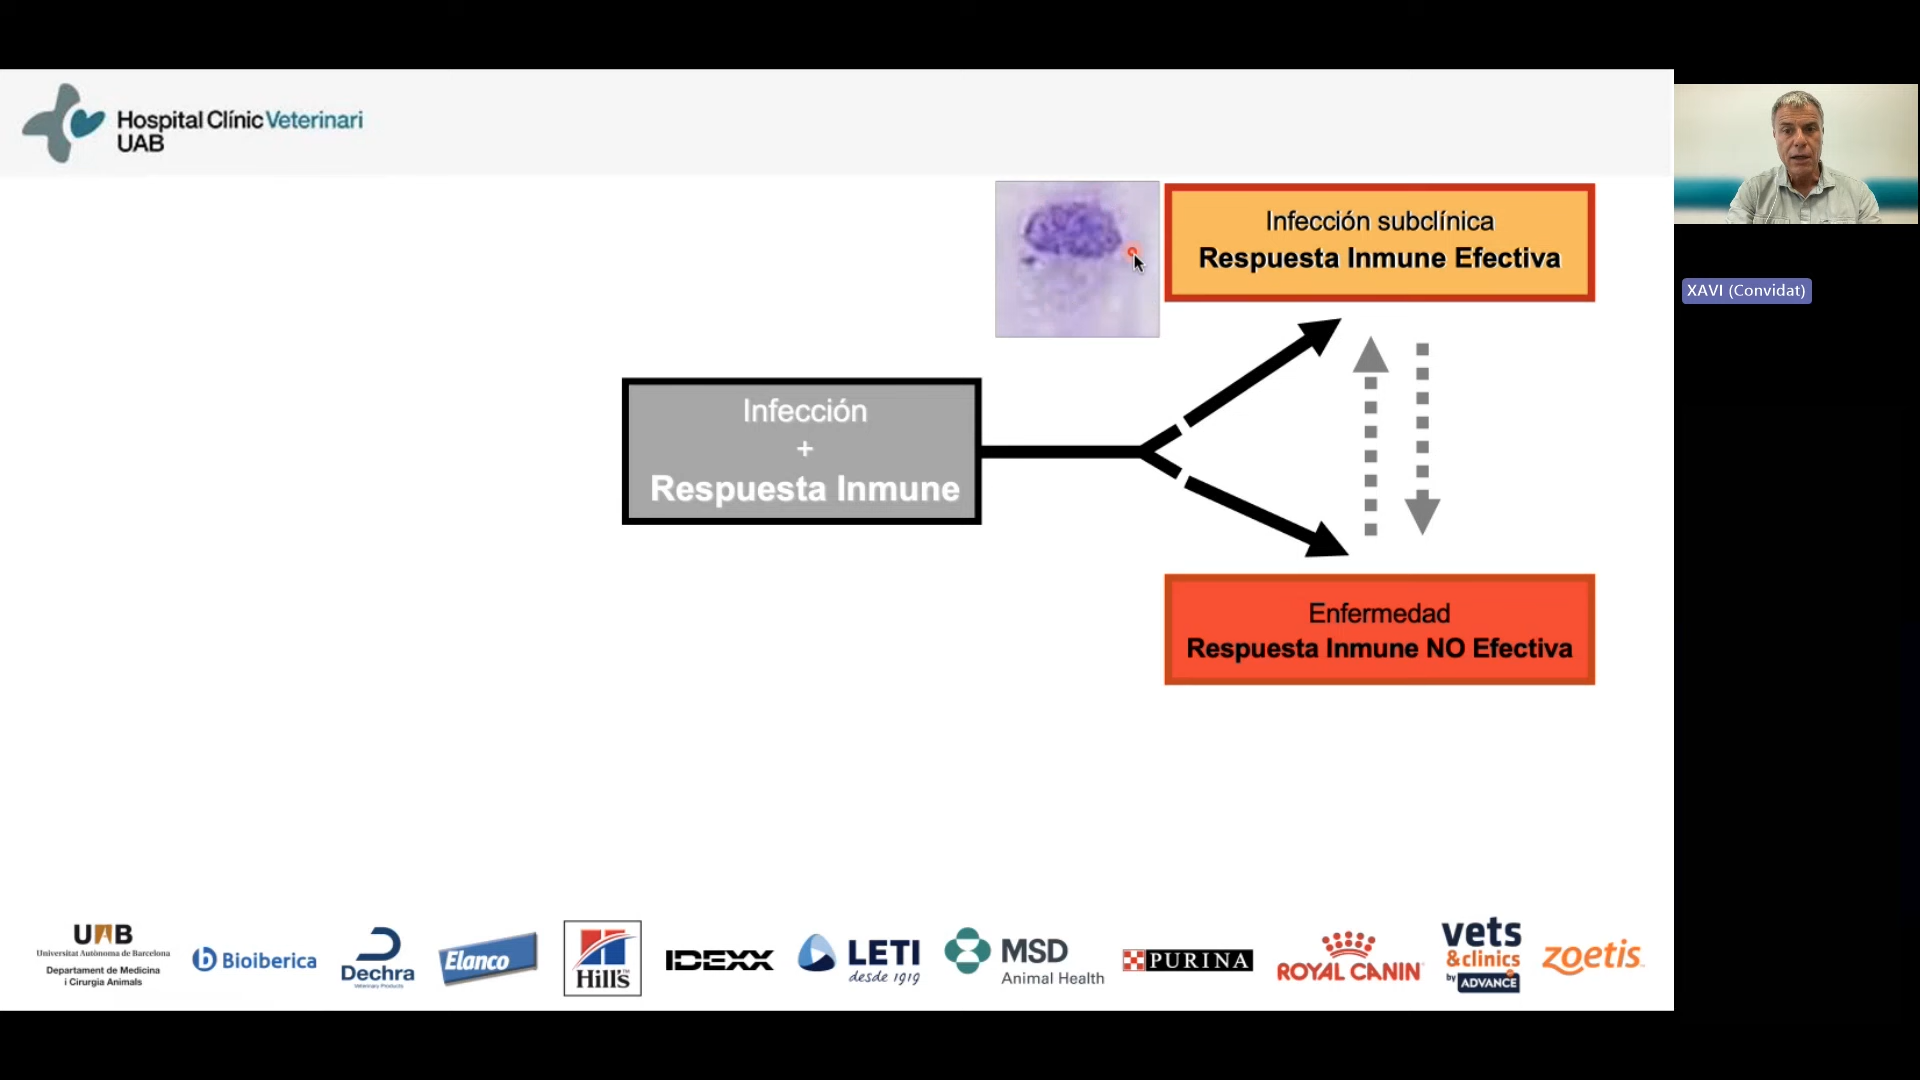 Hospital Clínic Veterinari
UAB
Infección subclínica
Respuesta Inmune Efectiva
XAVI (Convidat)
Infección
+
Respuesta Inmune
Enfermedad
Respuesta Inmune NO Efectiva
UAB
Universitat Autònoma de Barcelona
Departament de Medicina
i Cirurgia Animals
Bioiberica
Dechra
Veterinary Products
Elanco
Hill's
IDEXX
LETI
desde 1919
MSD
Animal Health
PURINA
ROYAL CANIN
vets
&clinics
by ADVANCE
zoetis